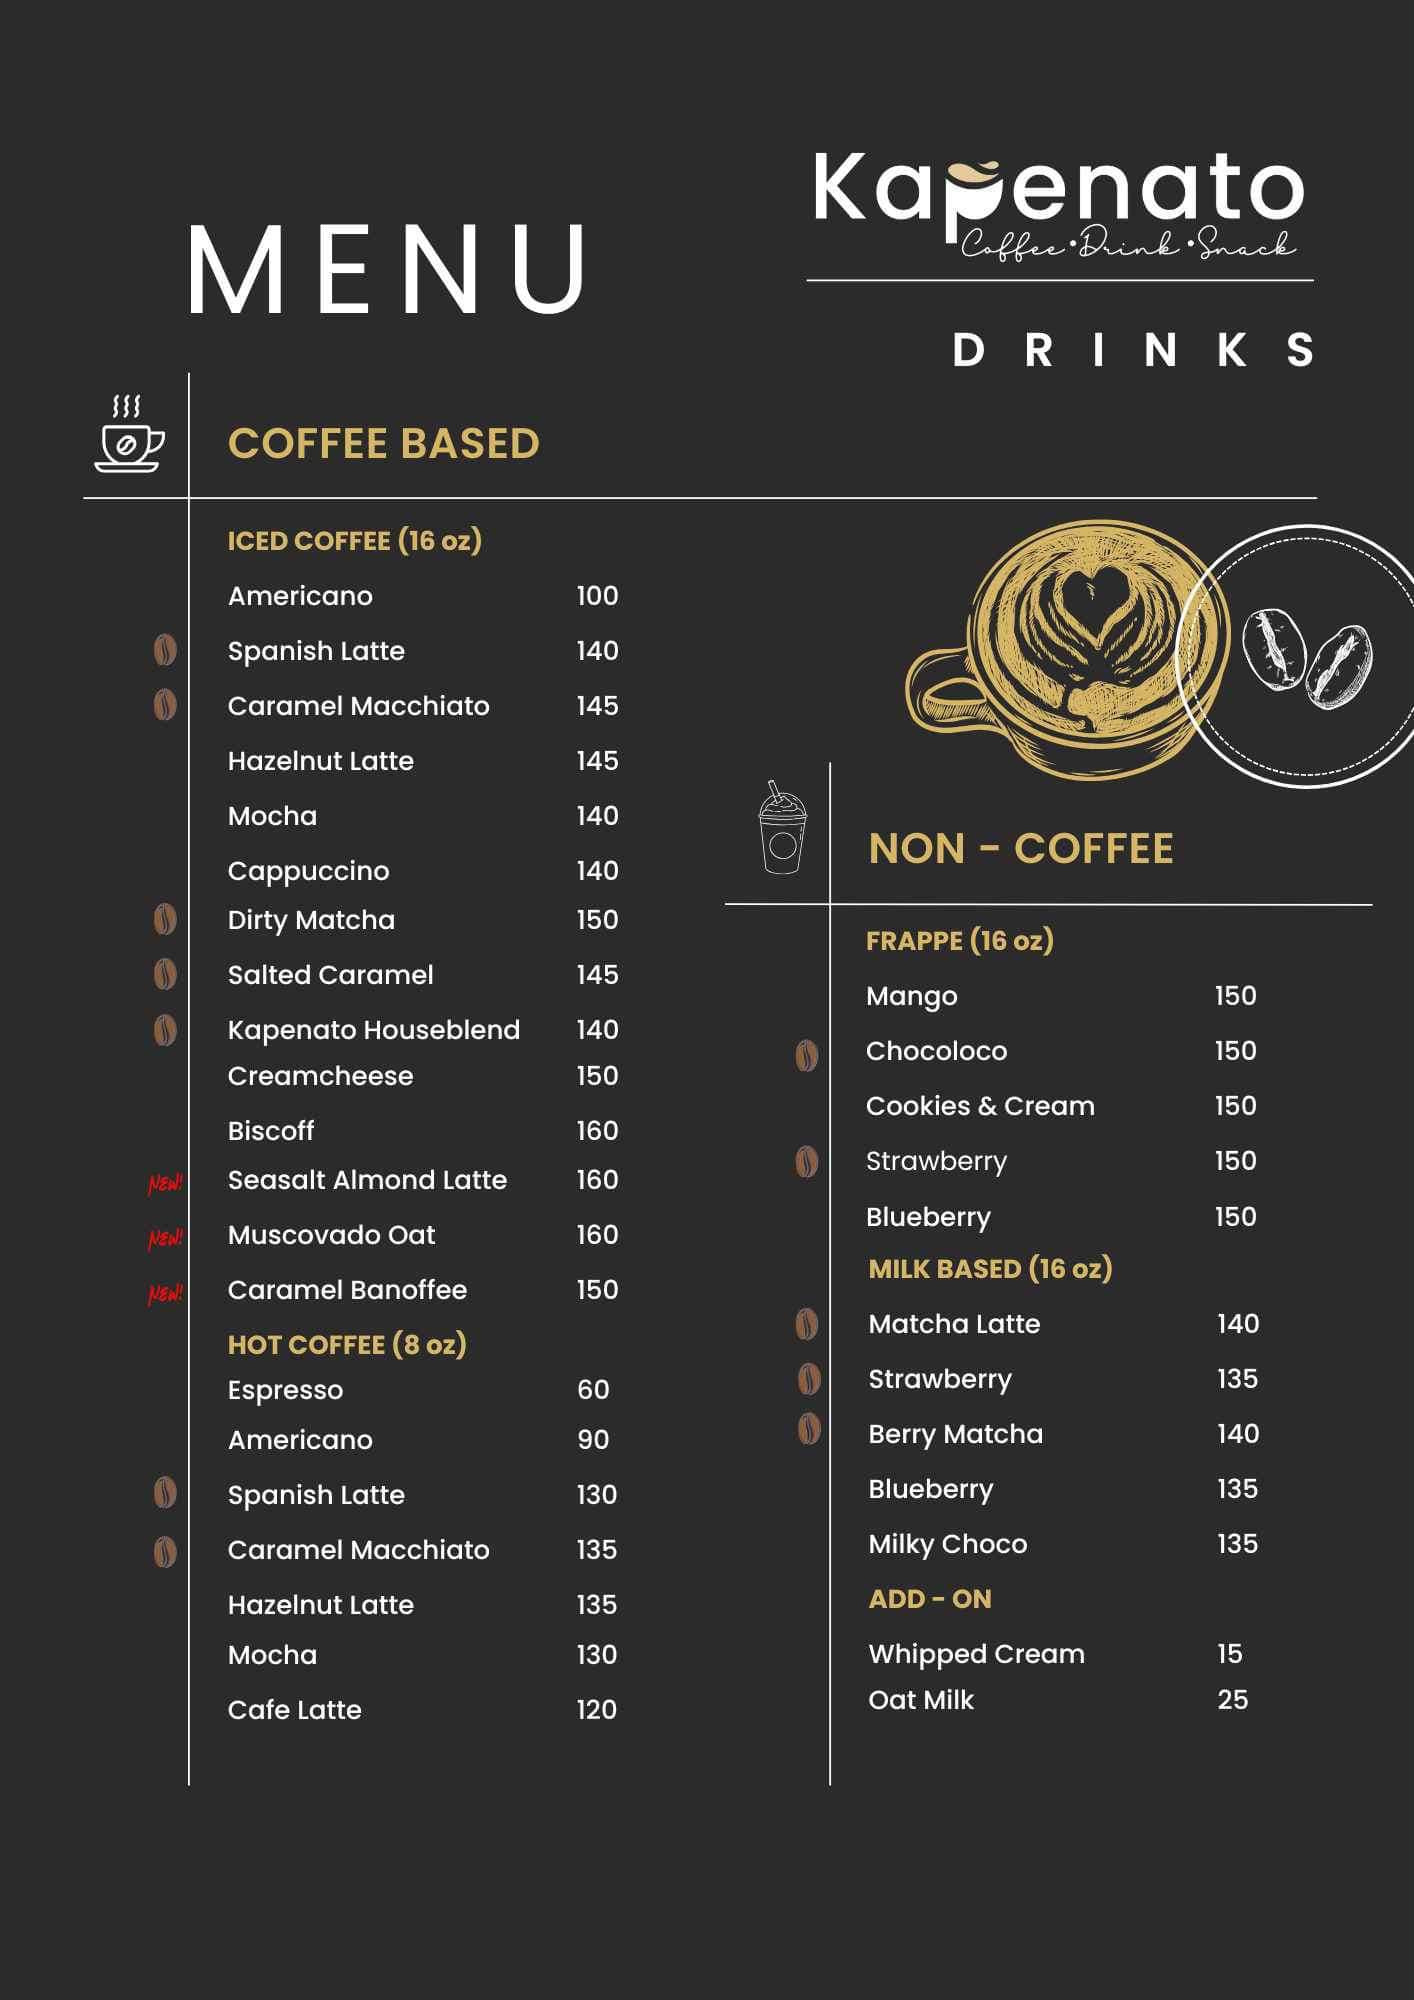 MENU
Kapenato
Coffee • Drink • Snack
DRINKS
COFFEE BASED
ICED COFFEE (16 oz)
Americano 100
Spanish Latte 140
Caramel Macchiato 145
Hazelnut Latte 145
Mocha 140
Cappuccino 140
Dirty Matcha 150
Salted Caramel 145
Kapenato Houseblend 140
Creamcheese 150
Biscoff 160
NEW! Seasalt Almond Latte 160
NEW! Muscovado Oat 160
NEW! Caramel Banoffee 150
HOT COFFEE (8 oz)
Espresso 60
Americano 90
Spanish Latte 130
Caramel Macchiato 135
Hazelnut Latte 135
Mocha 130
Cafe Latte 120
NON - COFFEE
FRAPPE (16 oz)
Mango 150
Chocoloco 150
Cookies & Cream 150
Strawberry 150
Blueberry 150
MILK BASED (16 oz)
Matcha Latte 140
Strawberry 135
Berry Matcha 140
Blueberry 135
Milky Choco 135
ADD - ON
Whipped Cream 15
Oat Milk 25